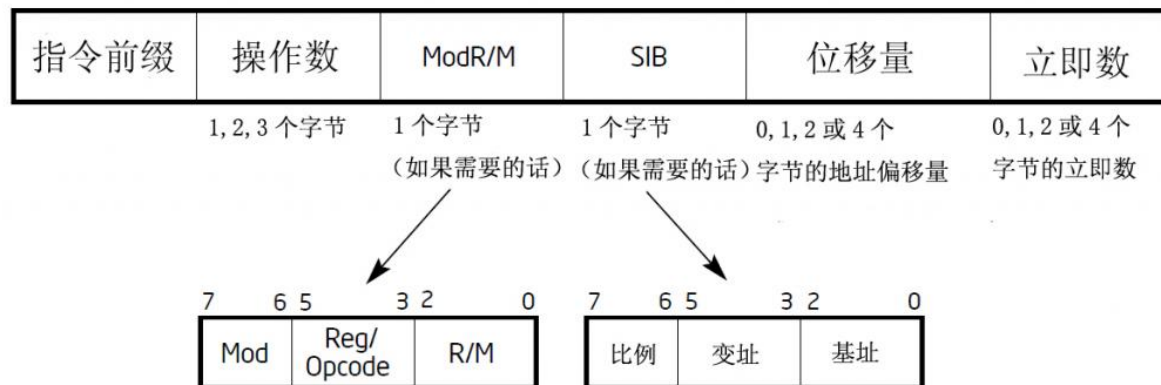 指令前缀 操作数 ModR/M SIB 位移量 立即数
1,2,3 个字节 1 个字节 1 个字节 0,1,2 或 4 个 0,1,2 或 4 个
（如果需要的话） （如果需要的话） 字节的地址偏移量 字节的立即数
7 6 5 3 2 0 7 6 5 3 2 0
Mod Reg/ R/M 比例 变址 基址
Opcode